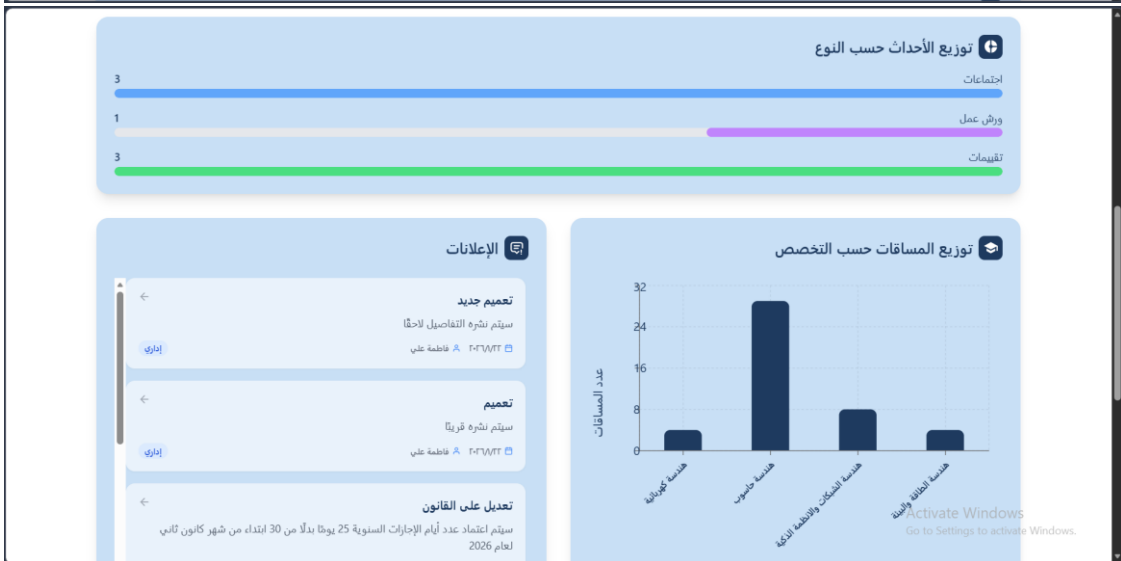 توزيع الأحداث حسب النوع
اجتماعات 3
ورش عمل 1
تقييمات 3
توزيع المساقات حسب التخصص
32
24
16
8
0
عدد المساقات
هندسة كهربائية
هندسة حاسوب
هندسة الشبكات والانظمة الذكية
هندسة الطاقة والبيئة
الإعلانات
تعميم جديد
سيتم نشره التفاصيل لاحقًا
فاطمة علي
إداري
تعميم
سيتم نشره قريبًا
فاطمة علي
إداري
تعديل على القانون
سيتم اعتماد عدد أيام الإجازات السنوية 25 يومًا بدلًا من 30 ابتداء من شهر كانون ثاني
لعام 2026
Activate Windows
Go to Settings to activate Windows.